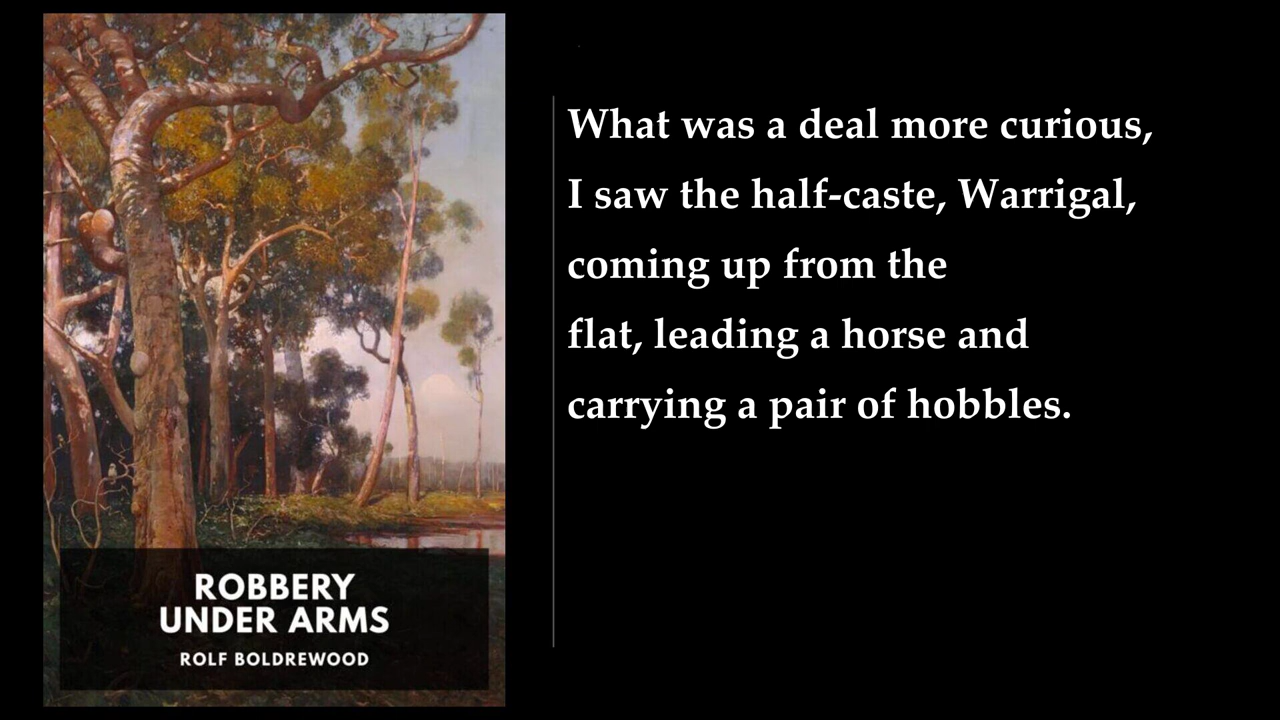 What was a deal more curious,
I saw the half-caste, Warrigal,
coming up from the
flat, leading a horse and
carrying a pair of hobbles.
ROBBERY
UNDER ARMS
ROLF BOLDREWOOD